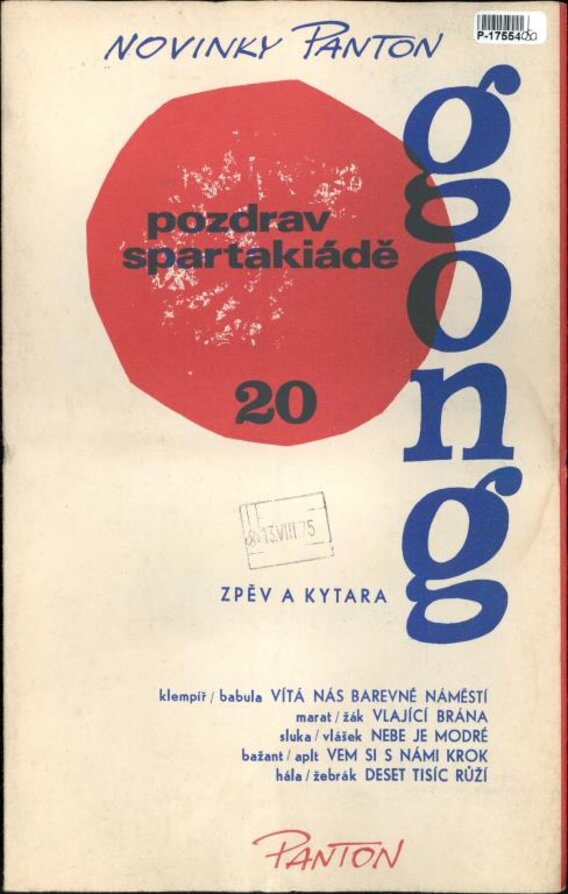 NOVINKY PANTON
P-17554080
gong
pozdrav
spartakiádě
20
13.VIII.75
ZPĚV A KYTARA
klempíř / babula VÍTÁ NÁS BAREVNÉ NÁMĚSTÍ
marat / žák VLAJÍCÍ BRÁNA
sluka / vlášek NEBE JE MODRÉ
bažant / aplt VEM SI S NÁMI KROK
hála / žebrák DESET TISÍC RŮŽÍ
PANTON